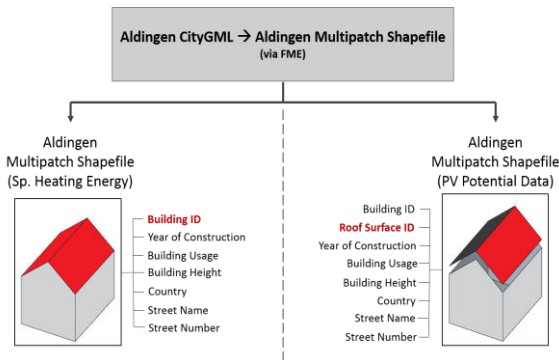 Aldingen CityGML → Aldingen Multipatch Shapefile
(via FME)
Aldingen
Multipatch Shapefile
(Sp. Heating Energy)
Building ID
Year of Construction
Building Usage
Building Height
Country
Street Name
Street Number
Aldingen
Multipatch Shapefile
(PV Potential Data)
Building ID
Roof Surface ID
Year of Construction
Building Usage
Building Height
Country
Street Name
Street Number